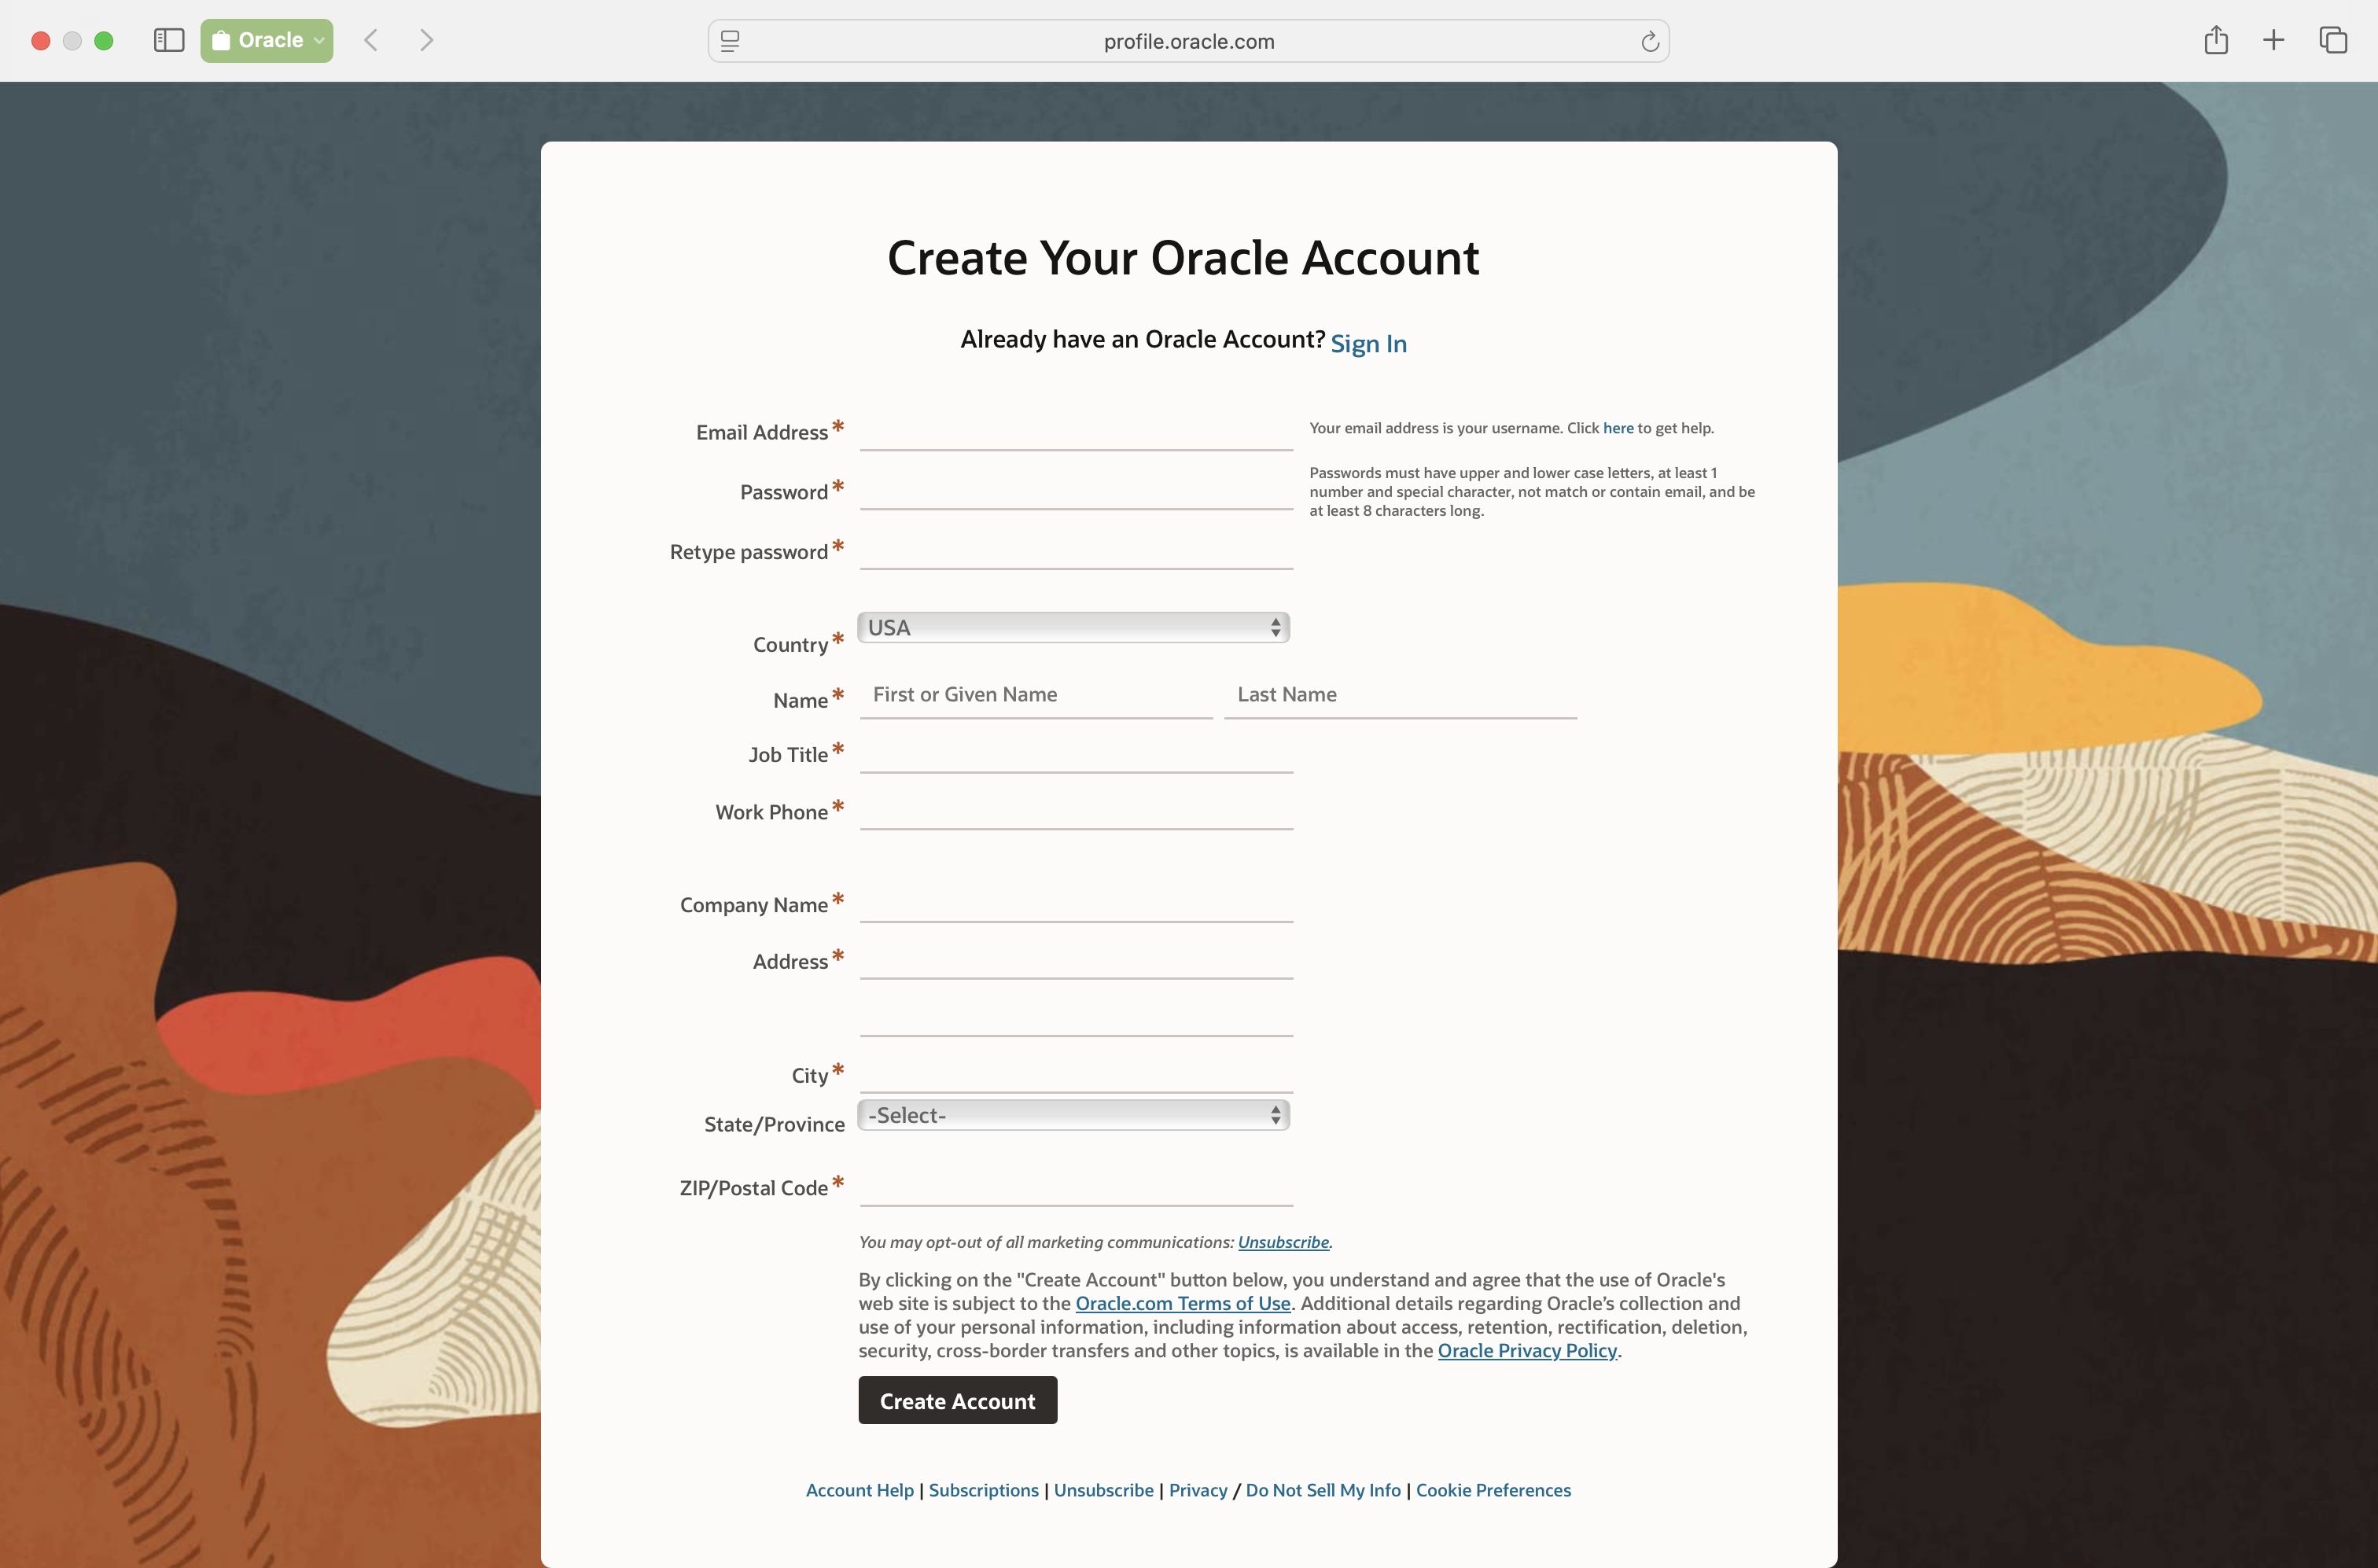 Oracle
profile.oracle.com
Create Your Oracle Account
Already have an Oracle Account? Sign In
Email Address*
Your email address is your username. Click here to get help.
Password*
Passwords must have upper and lower case letters, at least 1
number and special character, not match or contain email, and be
at least 8 characters long.
Retype password*
Country*
USA
Name*
First or Given Name
Last Name
Job Title*
Work Phone*
Company Name*
Address*
City*
State/Province
-Select-
ZIP/Postal Code*
You may opt-out of all marketing communications: Unsubscribe.
By clicking on the "Create Account" button below, you understand and agree that the use of Oracle's
web site is subject to the Oracle.com Terms of Use. Additional details regarding Oracle’s collection and
use of your personal information, including information about access, retention, rectification, deletion,
security, cross-border transfers and other topics, is available in the Oracle Privacy Policy.
Create Account
Account Help | Subscriptions | Unsubscribe | Privacy / Do Not Sell My Info | Cookie Preferences